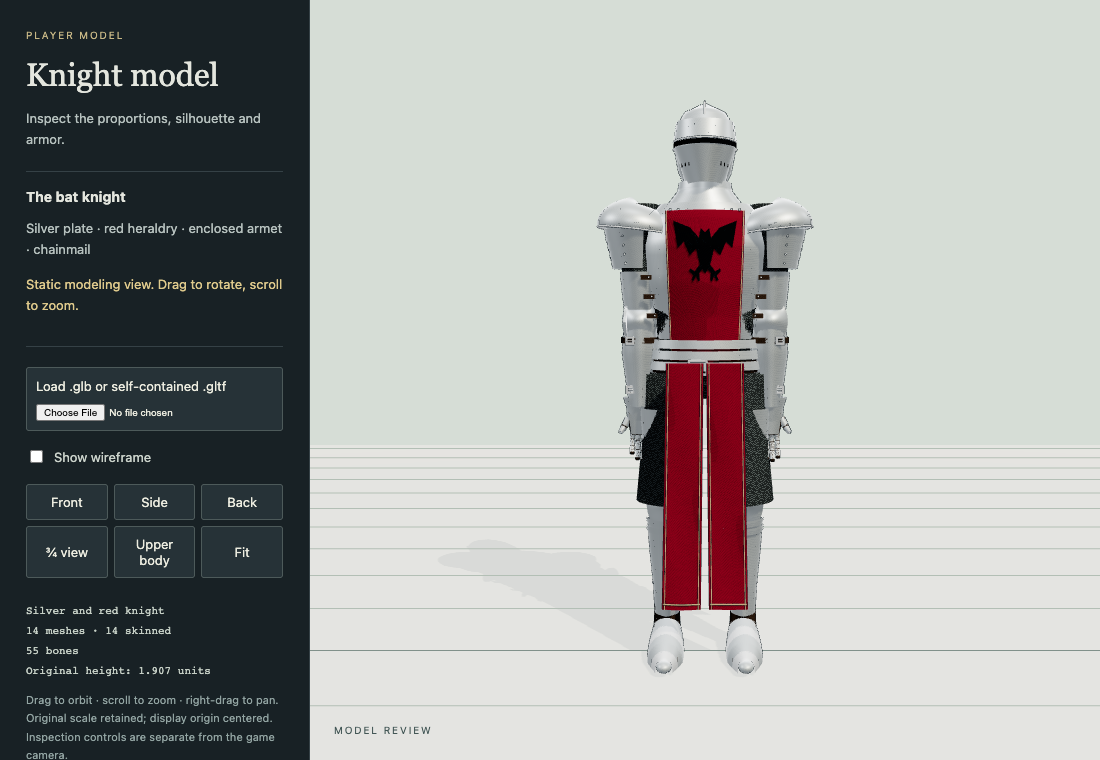 PLAYER MODEL
Knight model
Inspect the proportions, silhouette and
armor.
The bat knight
Silver plate · red heraldry · enclosed armet
· chainmail
Static modeling view. Drag to rotate, scroll
to zoom.
Load .glb or self-contained .gltf
Choose File No file chosen
Show wireframe
Front Side Back
¾ view Upper body Fit
Silver and red knight
14 meshes · 14 skinned
55 bones
Original height: 1.907 units
Drag to orbit · scroll to zoom · right-drag to pan.
Original scale retained; display origin centered.
Inspection controls are separate from the game
camera.
MODEL REVIEW